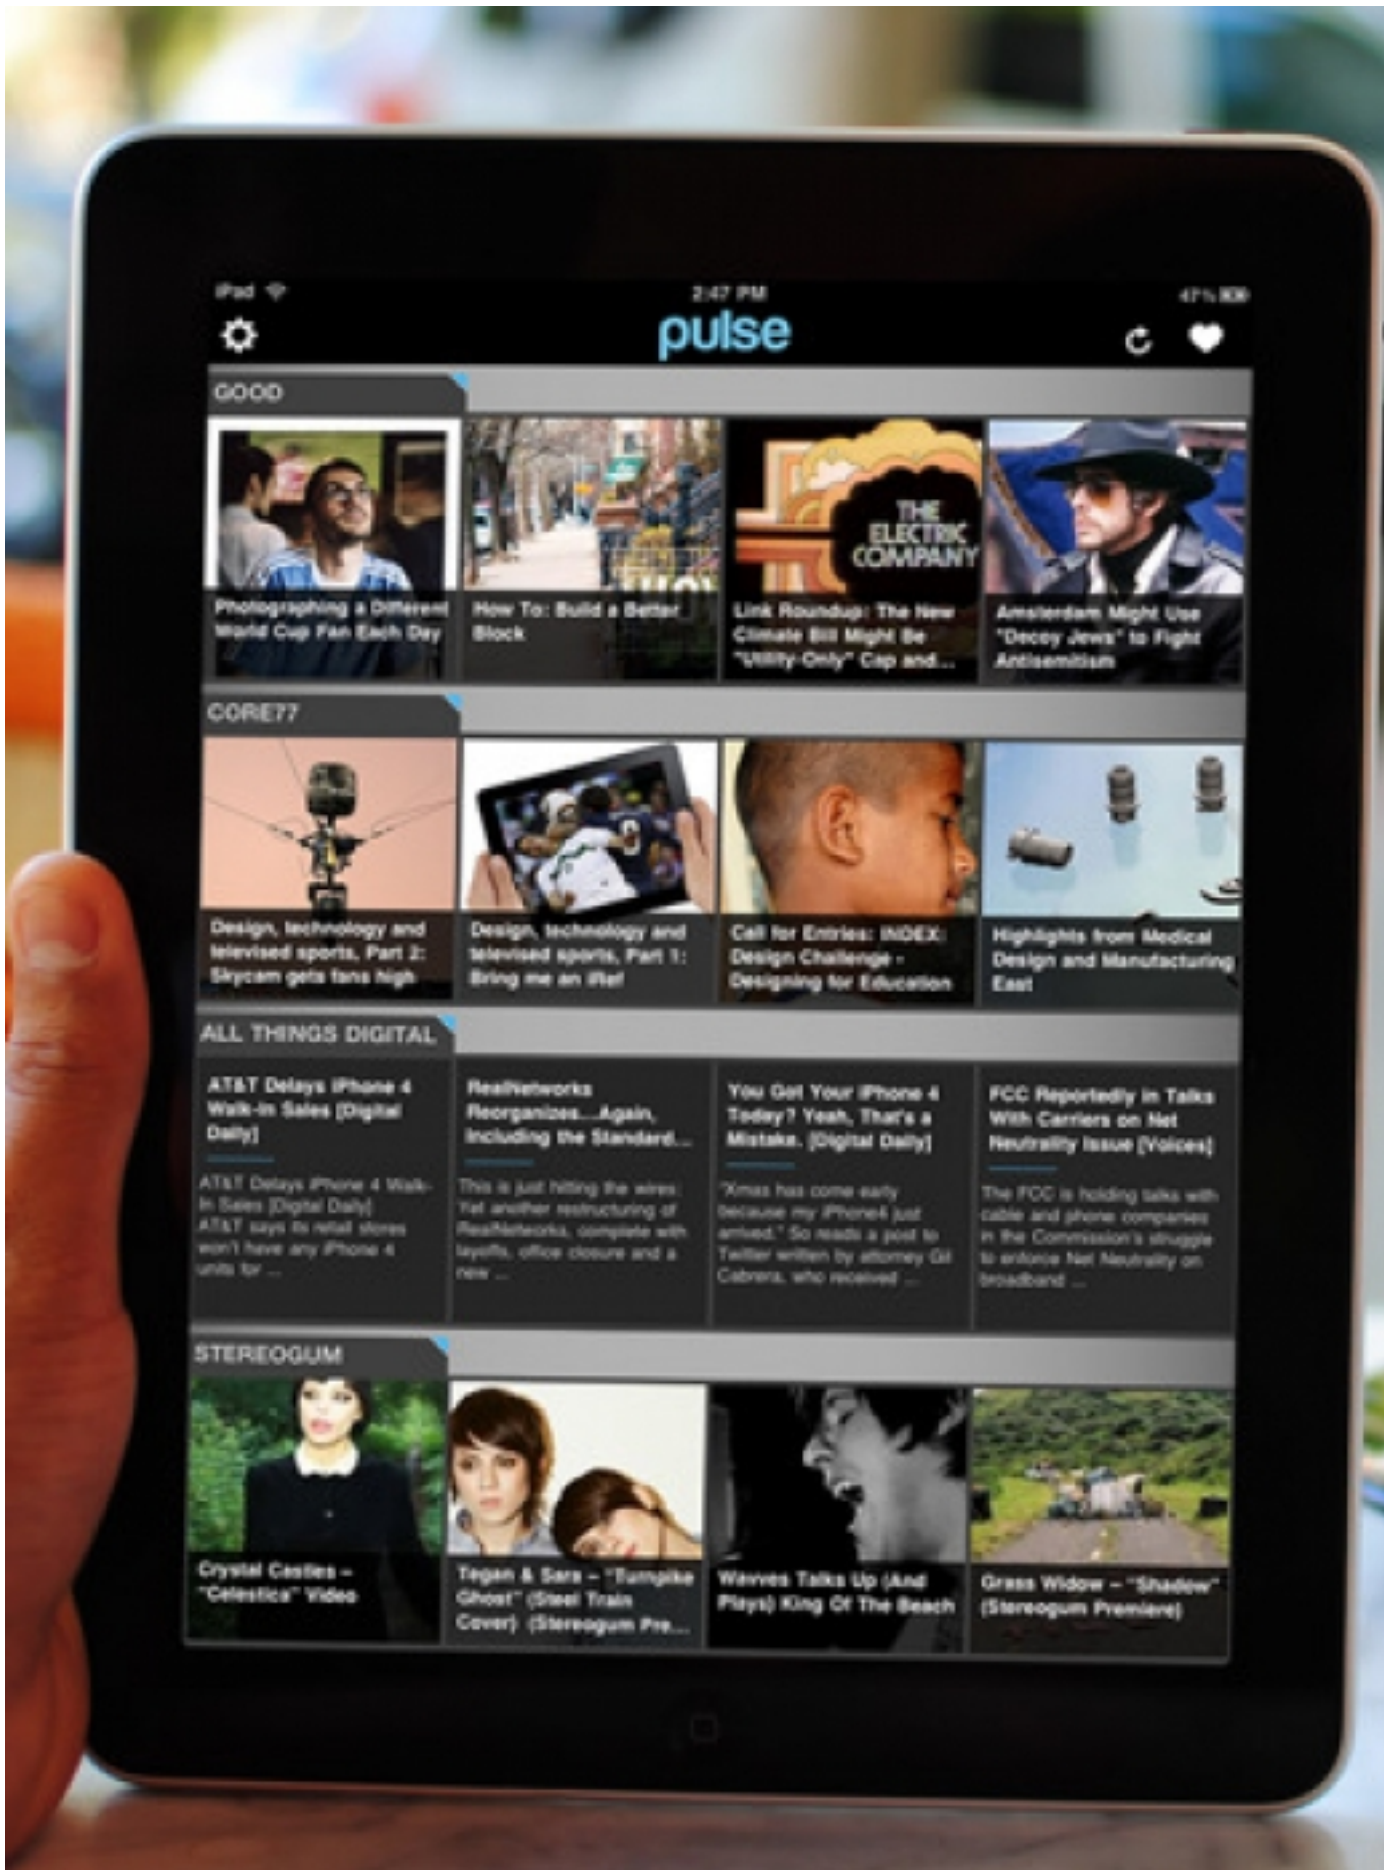 iPad
2:47 PM
47%
pulse
GOOD
THE
ELECTRIC
COMPANY
Photographing a Different
World Cup Fan Each Day
How To: Build a Better
Block
Link Roundup: The New
Climate Bill Might Be
"Utility-Only" Cap and...
Amsterdam Might Use
"Decoy Jews" to Fight
Antisemitism
CORE77
Design, technology and
televised sports, Part 2:
Skycam gets fans high
Design, technology and
televised sports, Part 1:
Bring me an iRef
Call for Entries: INDEX:
Design Challenge -
Designing for Education
Highlights from Medical
Design and Manufacturing
East
ALL THINGS DIGITAL
AT&T Delays iPhone 4
Walk-In Sales [Digital
Daily]
AT&T Delays iPhone 4 Walk-
In Sales [Digital Daily]
AT&T says its retail stores
won't have any iPhone 4
units for ...
RealNetworks
Reorganizes...Again,
Including the Standard...
This is just hitting the wires:
Yet another restructuring of
RealNetworks, complete with
layoffs, office closure and a
new ...
You Got Your iPhone 4
Today? Yeah, That's a
Mistake. [Digital Daily]
"Xmas has come early
because my iPhone4 just
arrived." So reads a post to
Twitter written by attorney Gil
Cabrera, who received ...
FCC Reportedly in Talks
With Carriers on Net
Neutrality Issue [Voices]
The FCC is holding talks with
cable and phone companies
in the Commission's struggle
to enforce Net Neutrality on
broadband ...
STEREOGUM
Crystal Castles –
"Celestica" Video
Tegan & Sara – "Turnpike
Ghost" (Steel Train
Cover) (Stereogum Pre...
Wavves Talks Up (And
Plays) King Of The Beach
Grass Widow – "Shadow"
(Stereogum Premiere)